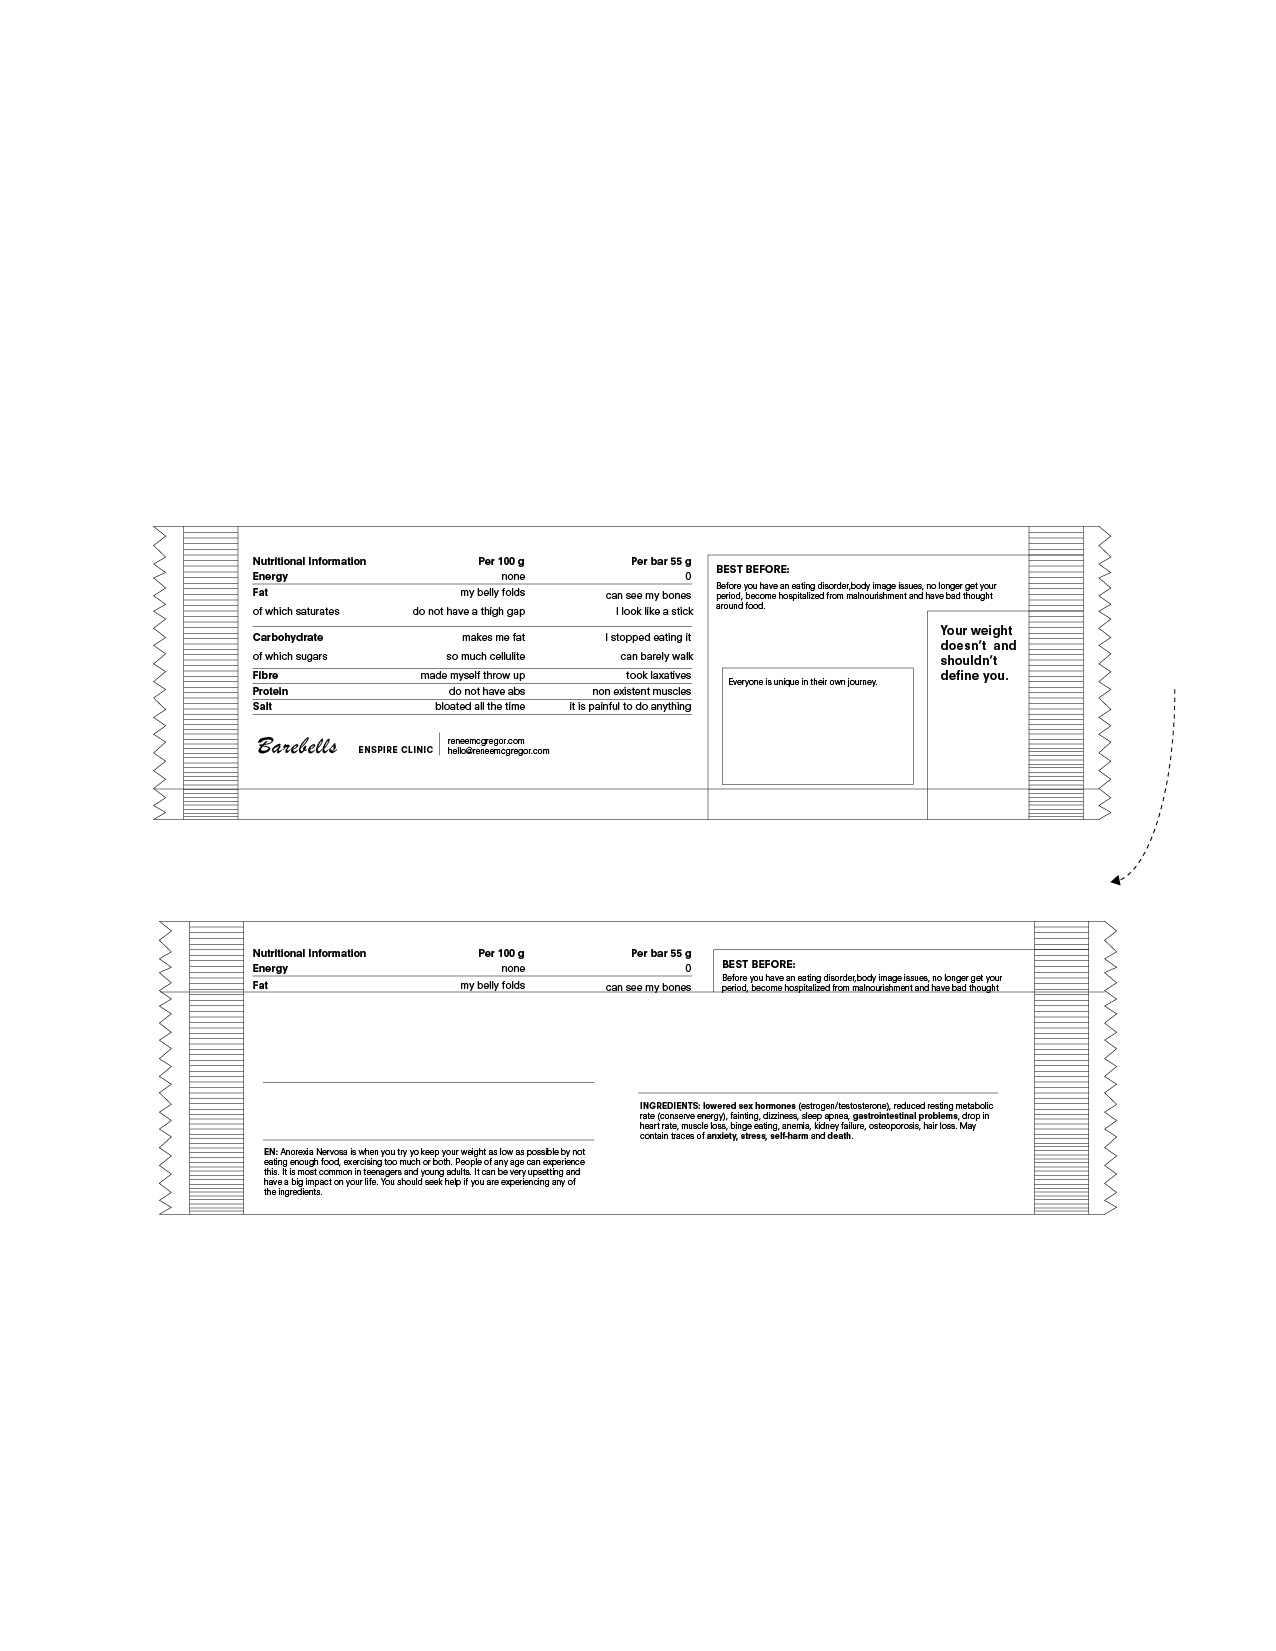 Nutritional Information Per 100 g Per bar 55 g
Energy none 0
Fat my belly folds can see my bones
of which saturates do not have a thigh gap I look like a stick
Carbohydrate makes me fat I stopped eating it
of which sugars so much cellulite can barely walk
Fibre made myself throw up took laxatives
Protein do not have abs non existent muscles
Salt bloated all the time it is painful to do anything
Barebells ENSPIRE CLINIC
reneemcgregor.com
hello@reneemcgregor.com
BEST BEFORE:
Before you have an eating disorder,body image issues, no longer get your
period, become hospitalized from malnourishment and have bad thought
around food.
Everyone is unique in their own journey.
Your weight
doesn't and
shouldn't
define you.
Nutritional Information Per 100 g Per bar 55 g
Energy none 0
Fat my belly folds can see my bones
BEST BEFORE:
Before you have an eating disorder,body image issues, no longer get your
period, become hospitalized from malnourishment and have bad thought
EN: Anorexia Nervosa is when you try yo keep your weight as low as possible by not
eating enough food, exercising too much or both. People of any age can experience
this. It is most common in teenagers and young adults. It can be very upsetting and
have a big impact on your life. You should seek help if you are experiencing any of
the ingredients.
INGREDIENTS: lowered sex hormones (estrogen/testosterone), reduced resting metabolic
rate (conserve energy), fainting, dizziness, sleep apnea, gastrointestinal problems, drop in
heart rate, muscle loss, binge eating, anemia, kidney failure, osteoporosis, hair loss. May
contain traces of anxiety, stress, self-harm and death.